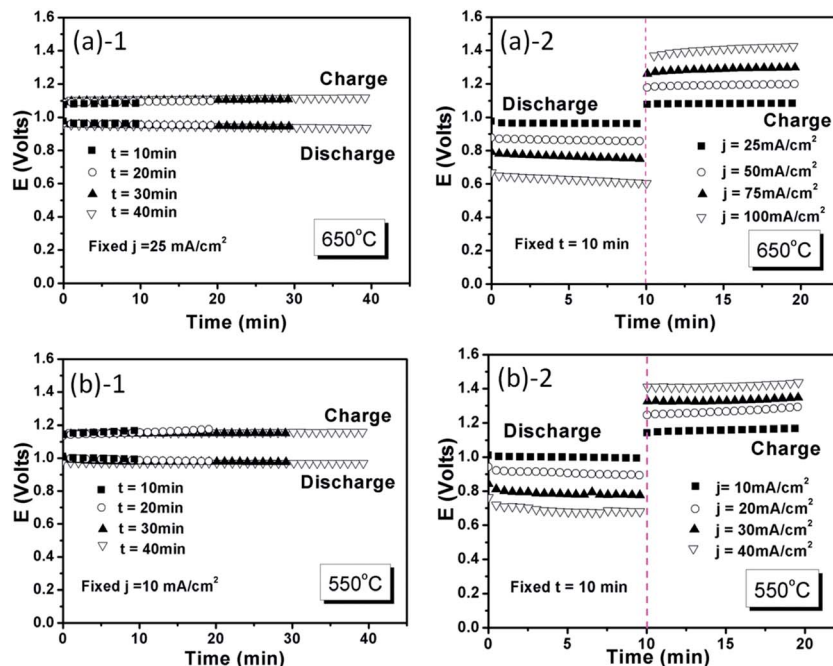 (a)-1
1.6
1.4
1.2
1.0
0.8
0.6
0.4
0.2
0.0
E (Volts)
Charge
Discharge
t = 10min
t = 20min
t = 30min
t = 40min
Fixed j =25 mA/cm²
650°C
0 10 20 30 40
Time (min)
(a)-2
1.6
1.4
1.2
1.0
0.8
0.6
0.4
0.2
0.0
E (Volts)
Discharge
Charge
j = 25mA/cm²
j = 50mA/cm²
j = 75mA/cm²
j = 100mA/cm²
Fixed t = 10 min
650°C
0 5 10 15 20
Time (min)
(b)-1
1.6
1.4
1.2
1.0
0.8
0.6
0.4
0.2
0.0
E (Volts)
Charge
Discharge
t = 10min
t = 20min
t = 30min
t = 40min
Fixed j =10 mA/cm²
550°C
0 10 20 30 40
Time (min)
(b)-2
1.6
1.4
1.2
1.0
0.8
0.6
0.4
0.2
0.0
E (Volts)
Discharge
Charge
j= 10mA/cm²
j = 20mA/cm²
j = 30mA/cm²
j = 40mA/cm²
Fixed t = 10 min
550°C
0 5 10 15 20
Time (min)